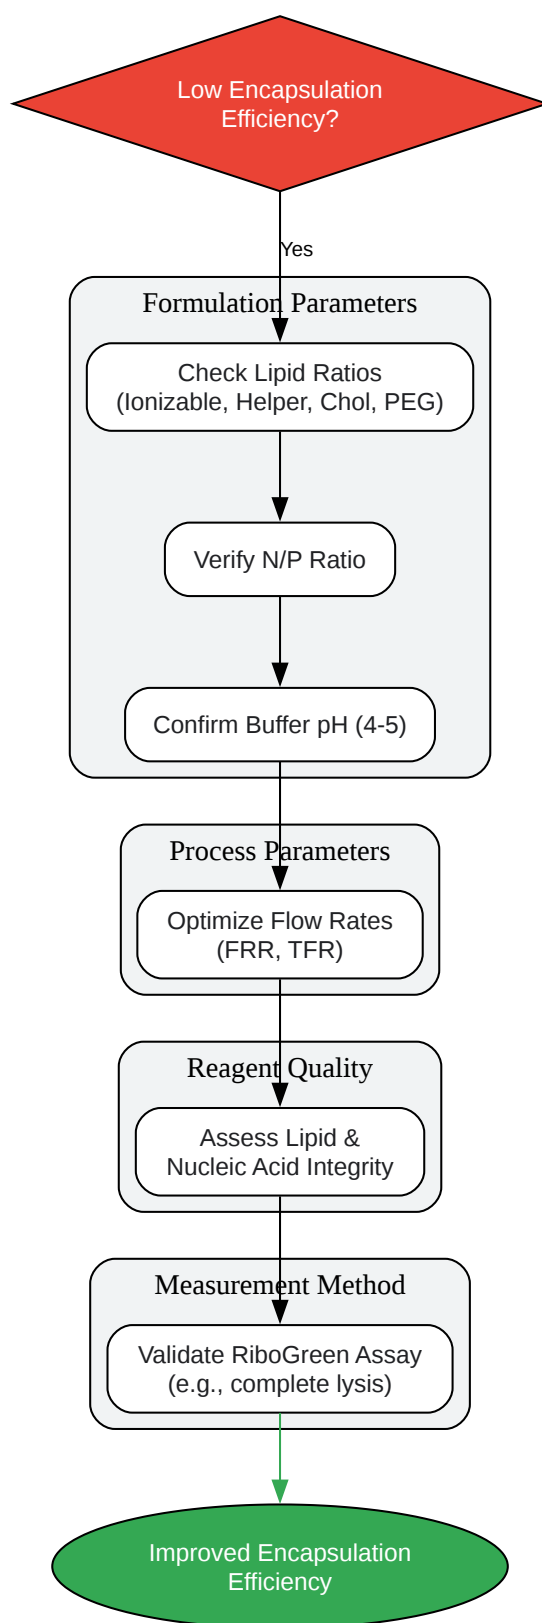 Low Encapsulation
Efficiency?
Yes
Formulation Parameters
Check Lipid Ratios
(Ionizable, Helper, Chol, PEG)
Verify N/P Ratio
Confirm Buffer pH (4-5)
Process Parameters
Optimize Flow Rates
(FRR, TFR)
Reagent Quality
Assess Lipid &
Nucleic Acid Integrity
Measurement Method
Validate RiboGreen Assay
(e.g., complete lysis)
Improved Encapsulation
Efficiency